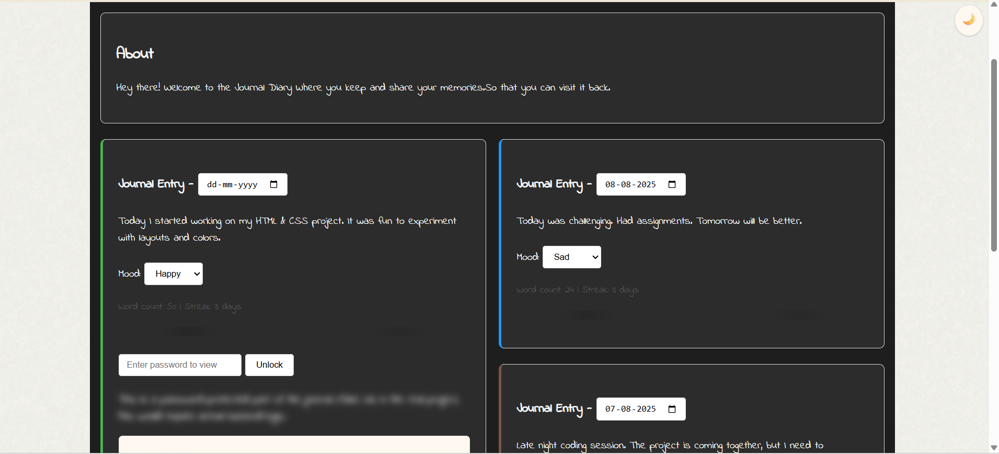 About
Hey there! Welcome to the Journal Diary Where you keep and share your memories.So that you can visit it back.
Journal Entry - dd-mm-yyyy
Today I started working on my HTML & CSS project. It was fun to experiment
with layouts and colors.
Mood: Happy
Word count: 50 | Streak: 3 days
Enter password to view Unlock
Journal Entry - 08-08-2025
Today was challenging. Had assignments. Tomorrow will be better.
Mood: Sad
Word count: 24 | Streak: 3 days
Journal Entry - 07-08-2025
Late night coding session. The project is coming together, but I need to